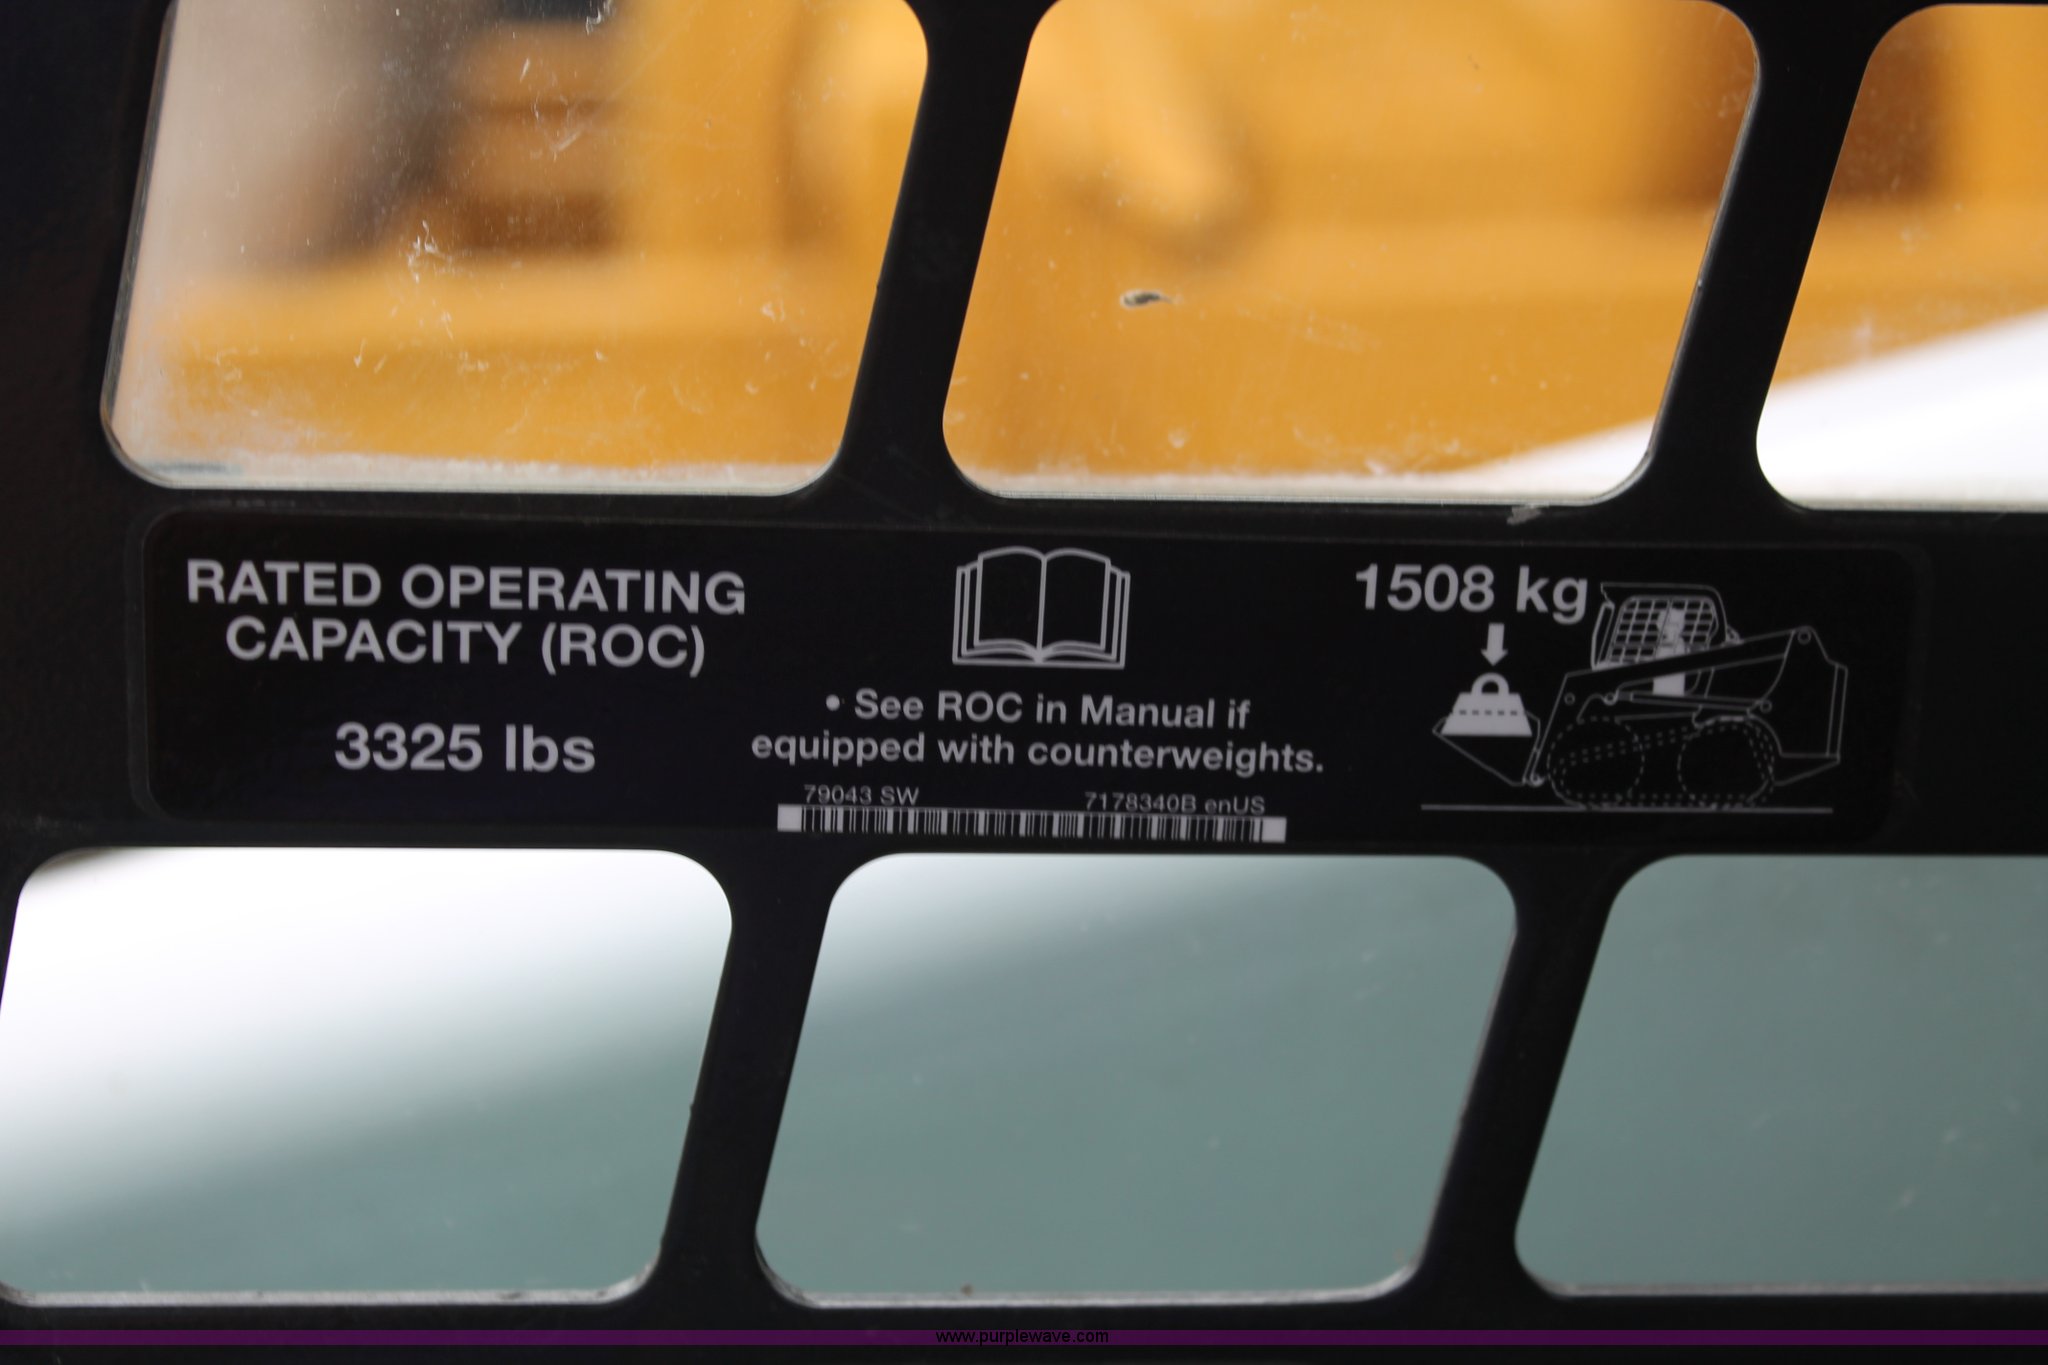 RATED OPERATING
CAPACITY (ROC)
3325 lbs
• See ROC in Manual if
equipped with counterweights.
79043 SW 7178340B enUS
1508 kg
www.purplewave.com